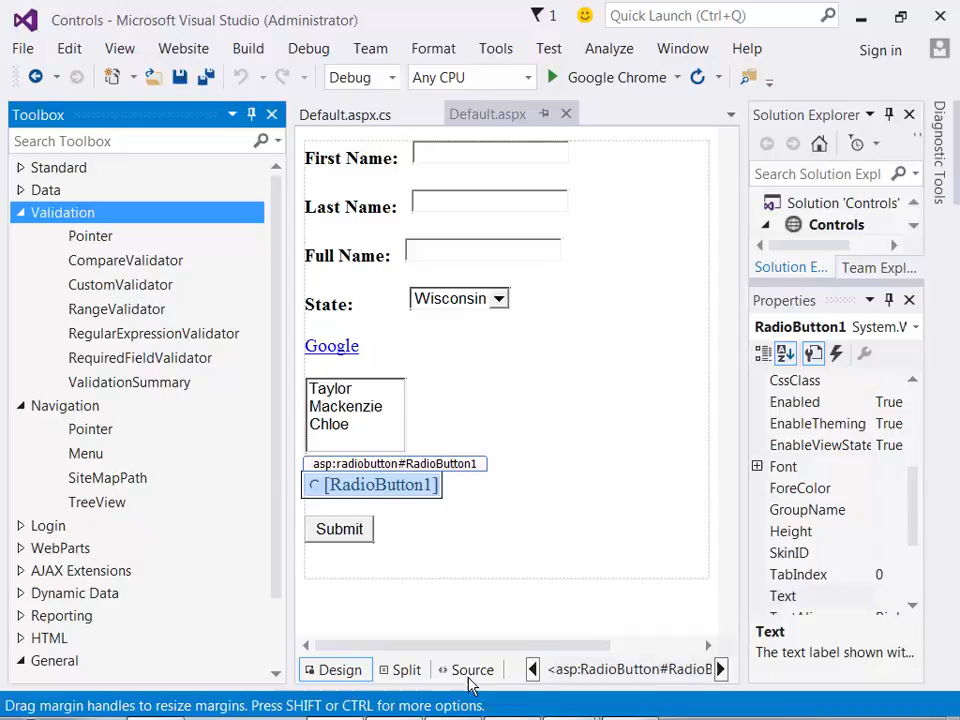 Controls - Microsoft Visual Studio (Administrator)
1
Quick Launch (Ctrl+Q)
File Edit View Website Build Debug Team Format Tools Test Analyze Window Help Sign in
Debug Any CPU Google Chrome
Toolbox
Search Toolbox
Standard
Data
Validation
Pointer
CompareValidator
CustomValidator
RangeValidator
RegularExpressionValidator
RequiredFieldValidator
ValidationSummary
Navigation
Pointer
Menu
SiteMapPath
TreeView
Login
WebParts
AJAX Extensions
Dynamic Data
Reporting
HTML
General
Default.aspx.cs Default.aspx
First Name:
Last Name:
Full Name:
State: Wisconsin
Google
Taylor
Mackenzie
Chloe
asp:radiobutton#RadioButton1
[RadioButton1]
Submit
Design Split Source <asp:RadioButton#RadioB
Solution Explorer
Search Solution Expl
Solution 'Controls'
Controls
Solution E... Team Expl...
Properties
RadioButton1 System.V
CssClass
Enabled True
EnableTheming True
EnableViewState True
Font
ForeColor
GroupName
Height
SkinID
TabIndex 0
Text
Text
The text label shown wit...
Diagnostic Tools
Drag margin handles to resize margins. Press SHIFT or CTRL for more options.